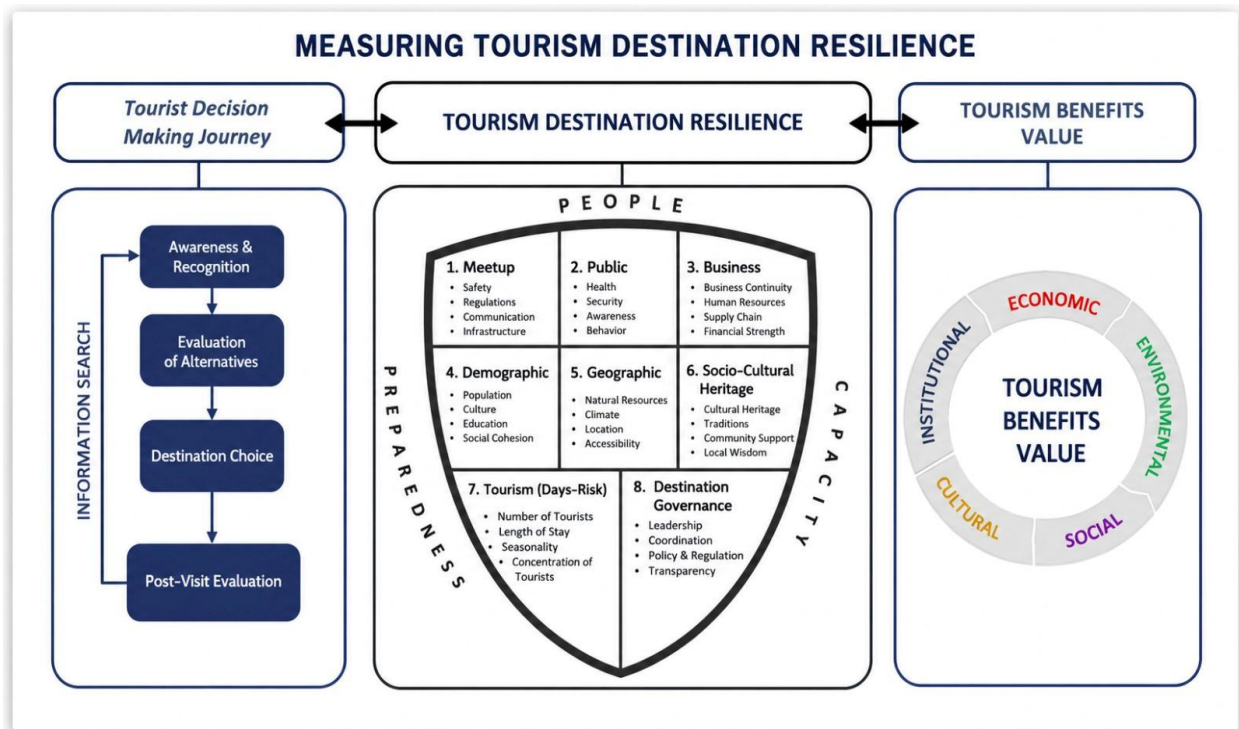 MEASURING TOURISM DESTINATION RESILIENCE
Tourist Decision
Making Journey
TOURISM DESTINATION RESILIENCE
TOURISM BENEFITS
VALUE
INFORMATION SEARCH
Awareness &
Recognition
Evaluation
of Alternatives
Destination Choice
Post-Visit Evaluation
PEOPLE
PREPAREDNESS
CAPACITY
1. Meetup
• Safety
• Regulations
• Communication
• Infrastructure
2. Public
• Health
• Security
• Awareness
• Behavior
3. Business
• Business Continuity
• Human Resources
• Supply Chain
• Financial Strength
4. Demographic
• Population
• Culture
• Education
• Social Cohesion
5. Geographic
• Natural Resources
• Climate
• Location
• Accessibility
6. Socio-Cultural
Heritage
• Cultural Heritage
• Traditions
• Community Support
• Local Wisdom
7. Tourism (Days-Risk)
• Number of Tourists
• Length of Stay
• Seasonality
• Concentration of
Tourists
8. Destination
Governance
• Leadership
• Coordination
• Policy & Regulation
• Transparency
ECONOMIC
ENVIRONMENTAL
SOCIAL
CULTURAL
INSTITUTIONAL
TOURISM
BENEFITS
VALUE